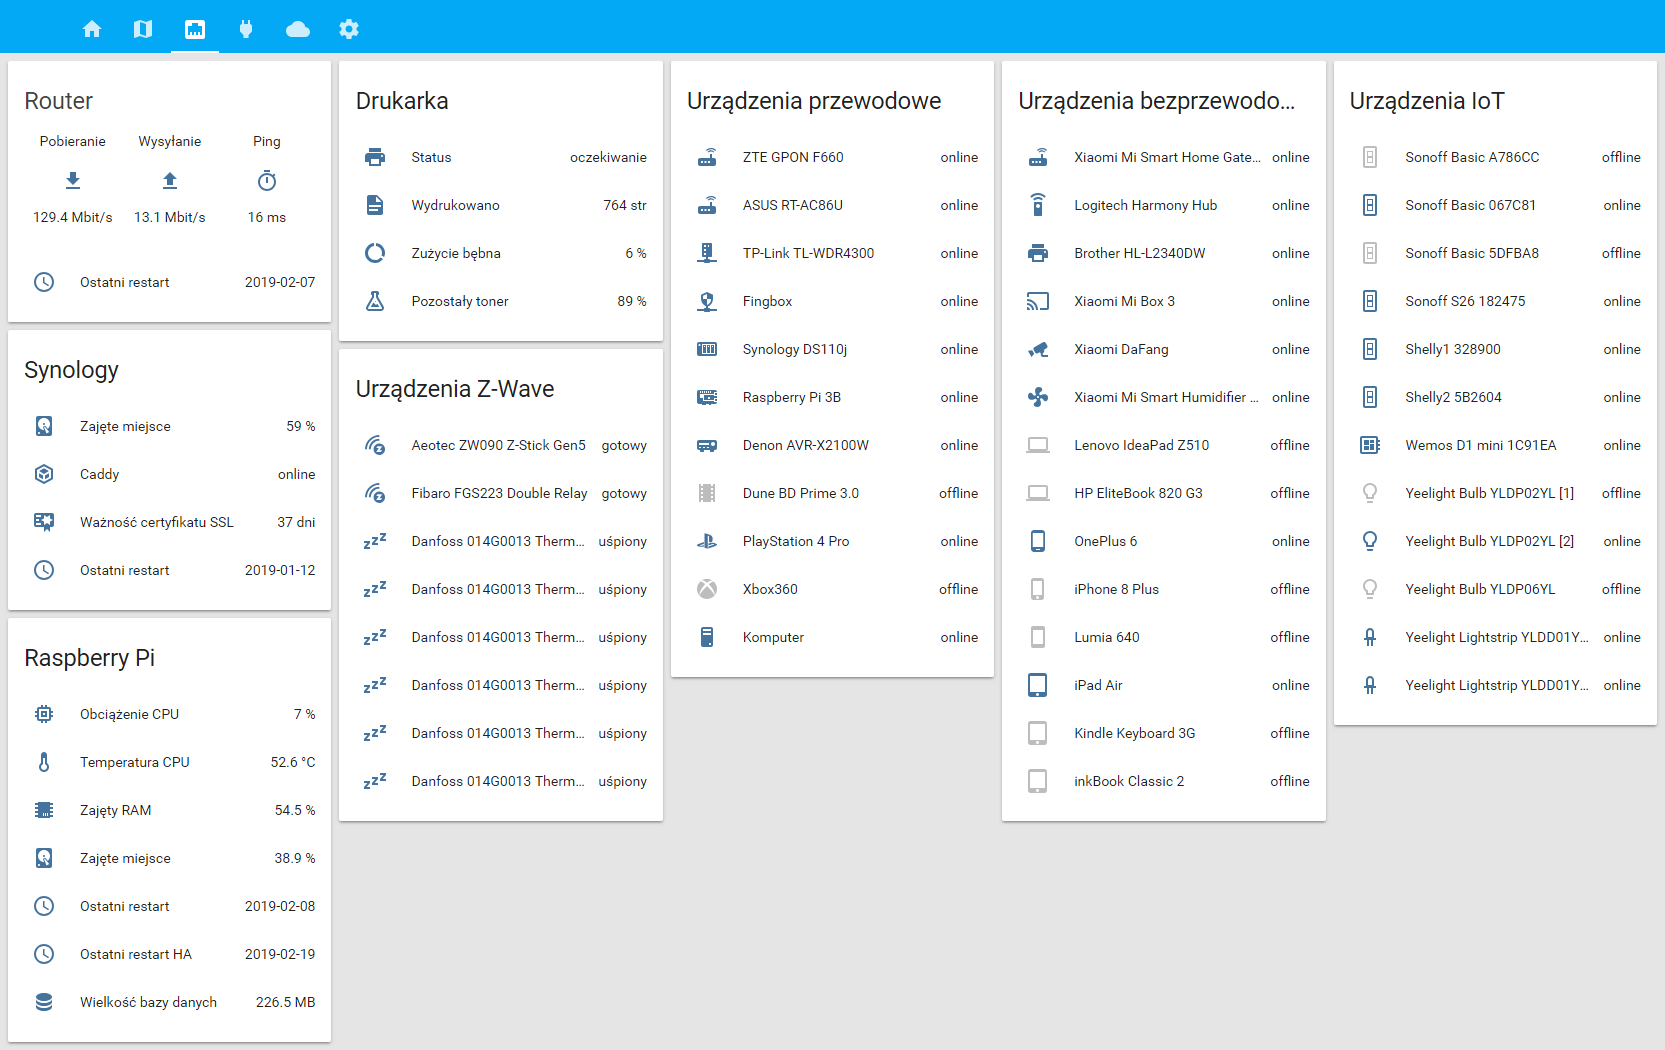 Router
Pobieranie Wysyłanie Ping
129.4 Mbit/s 13.1 Mbit/s 16 ms
Ostatni restart 2019-02-07
Synology
Zajęte miejsce 59 %
Caddy online
Ważność certyfikatu SSL 37 dni
Ostatni restart 2019-01-12
Raspberry Pi
Obciążenie CPU 7 %
Temperatura CPU 52.6 °C
Zajęty RAM 54.5 %
Zajęte miejsce 38.9 %
Ostatni restart 2019-02-08
Ostatni restart HA 2019-02-19
Wielkość bazy danych 226.5 MB
Drukarka
Status oczekiwanie
Wydrukowano 764 str
Zużycie bębna 6 %
Pozostały toner 89 %
Urządzenia Z-Wave
Aeotec ZW090 Z-Stick Gen5 gotowy
Fibaro FGS223 Double Relay gotowy
Danfoss 014G0013 Therm... uśpiony
Danfoss 014G0013 Therm... uśpiony
Danfoss 014G0013 Therm... uśpiony
Danfoss 014G0013 Therm... uśpiony
Danfoss 014G0013 Therm... uśpiony
Danfoss 014G0013 Therm... uśpiony
Urządzenia przewodowe
ZTE GPON F660 online
ASUS RT-AC86U online
TP-Link TL-WDR4300 online
Fingbox online
Synology DS110j online
Raspberry Pi 3B online
Denon AVR-X2100W online
Dune BD Prime 3.0 offline
PlayStation 4 Pro online
Xbox360 offline
Komputer online
Urządzenia bezprzewodo...
Xiaomi Mi Smart Home Gate... online
Logitech Harmony Hub online
Brother HL-L2340DW online
Xiaomi Mi Box 3 online
Xiaomi DaFang online
Xiaomi Mi Smart Humidifier ... online
Lenovo IdeaPad Z510 offline
HP EliteBook 820 G3 offline
OnePlus 6 online
iPhone 8 Plus offline
Lumia 640 offline
iPad Air online
Kindle Keyboard 3G offline
inkBook Classic 2 offline
Urządzenia IoT
Sonoff Basic A786CC offline
Sonoff Basic 067C81 online
Sonoff Basic 5DFBA8 offline
Sonoff S26 182475 online
Shelly1 328900 online
Shelly2 5B2604 online
Wemos D1 mini 1C91EA online
Yeelight Bulb YLDP02YL [1] offline
Yeelight Bulb YLDP02YL [2] online
Yeelight Bulb YLDP06YL offline
Yeelight Lightstrip YLDD01Y... online
Yeelight Lightstrip YLDD01Y... online